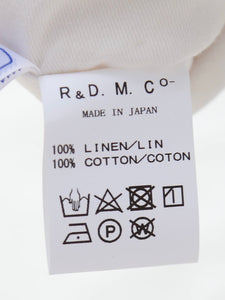 R&D. M. Co-
MADE IN JAPAN
100% LINEN/LIN
100% COTTON/COTON